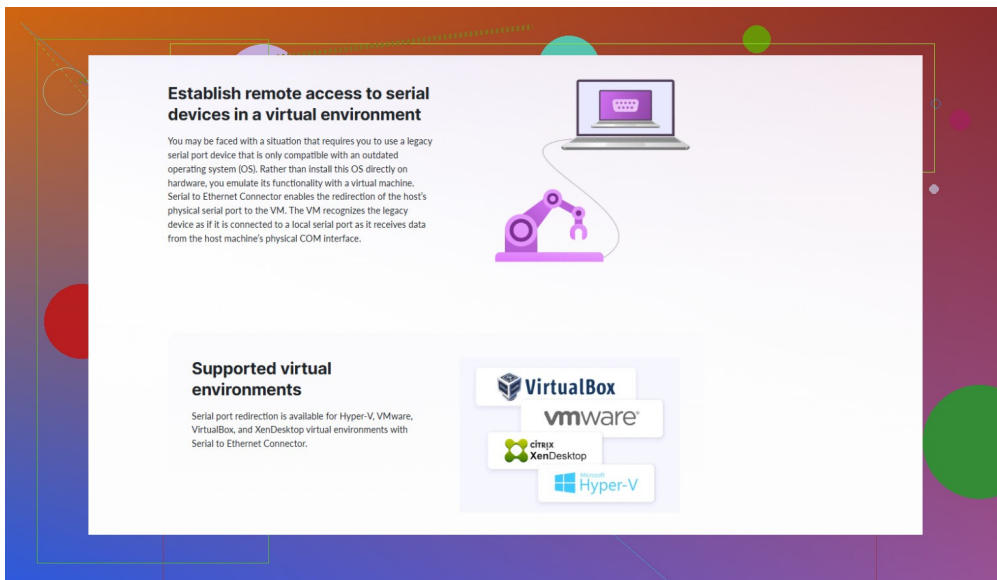 Establish remote access to serial
devices in a virtual environment
You may be faced with a situation that requires you to use a legacy
serial port device that is only compatible with an outdated
operating system (OS). Rather than install this OS directly on
hardware, you emulate its functionality with a virtual machine.
Serial to Ethernet Connector enables the redirection of the host's
physical serial port to the VM. The VM recognizes the legacy
device as if it is connected to a local serial port as it receives data
from the host machine's physical COM interface.
Supported virtual
environments
Serial port redirection is available for Hyper-V, VMware,
VirtualBox, and XenDesktop virtual environments with
Serial to Ethernet Connector.
VirtualBox
vmware®
CİTRIX
XenDesktop
Microsoft
Hyper-V